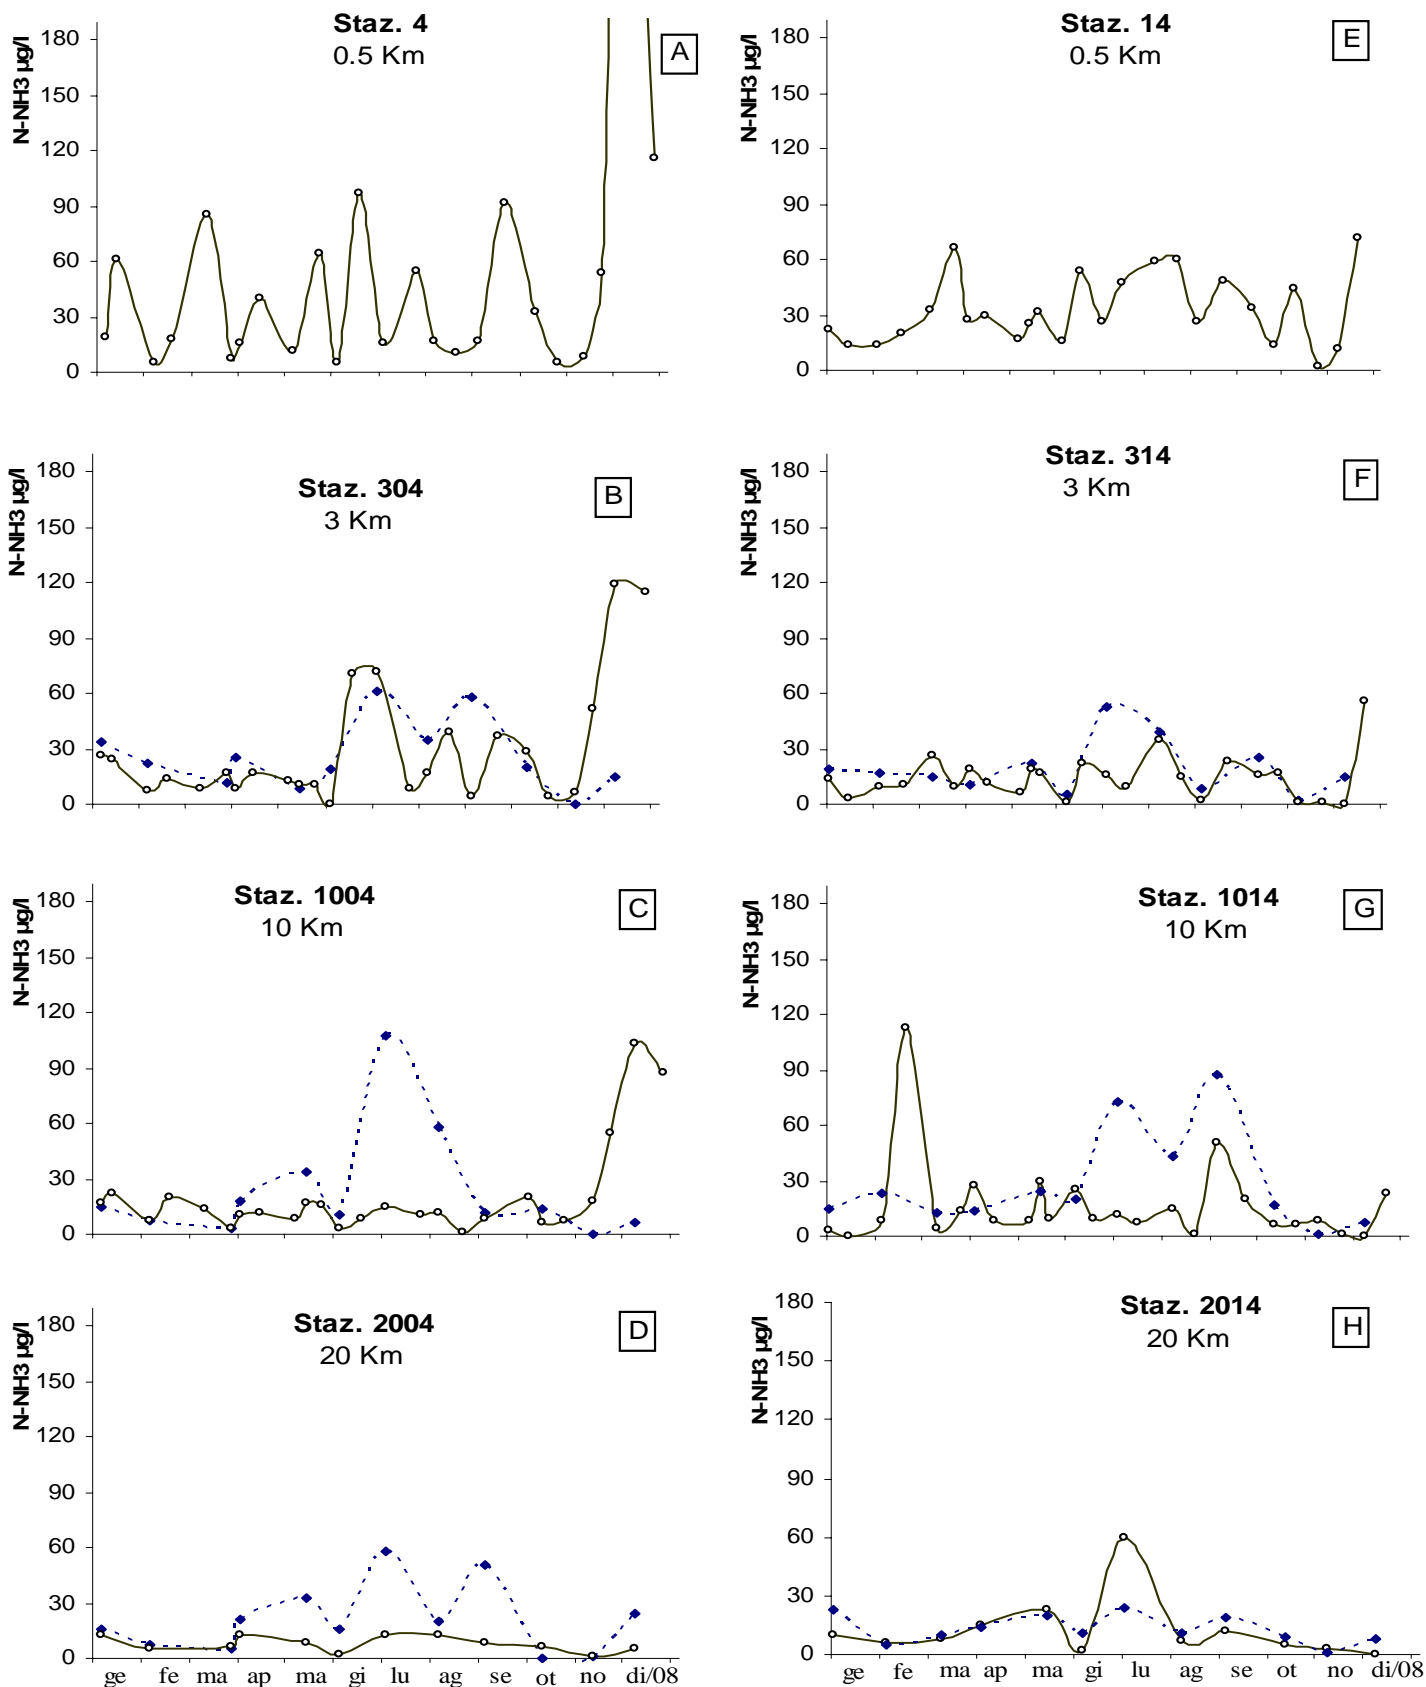 Staz. 4
0.5 Km
A
N-NH3 µg/l
180
150
120
90
60
30
0
Staz. 14
0.5 Km
E
N-NH3 µg/l
180
150
120
90
60
30
0
Staz. 304
3 Km
B
N-NH3 µg/l
180
150
120
90
60
30
0
Staz. 314
3 Km
F
N-NH3 µg/l
180
150
120
90
60
30
0
Staz. 1004
10 Km
C
N-NH3 µg/l
180
150
120
90
60
30
0
Staz. 1014
10 Km
G
N-NH3 µg/l
180
150
120
90
60
30
0
Staz. 2004
20 Km
D
N-NH3 µg/l
180
150
120
90
60
30
0
ge fe ma ap ma gi lu ag se ot no di/08
Staz. 2014
20 Km
H
N-NH3 µg/l
180
150
120
90
60
30
0
ge fe ma ap ma gi lu ag se ot no di/08